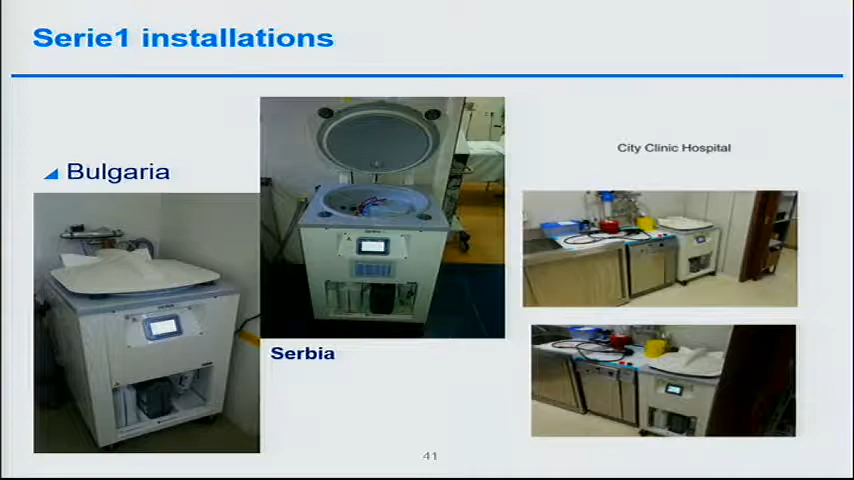 Serie1 installations
Bulgaria
City Clinic Hospital
Serbia
41